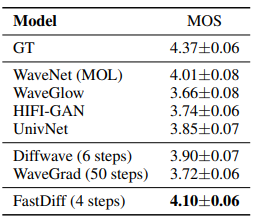 Model MOS
GT 4.37±0.06
WaveNet (MOL) 4.01±0.08
WaveGlow 3.66±0.08
HIFI-GAN 3.74±0.06
UnivNet 3.85±0.07
Diffwave (6 steps) 3.90±0.07
WaveGrad (50 steps) 3.72±0.06
FastDiff (4 steps) 4.10±0.06